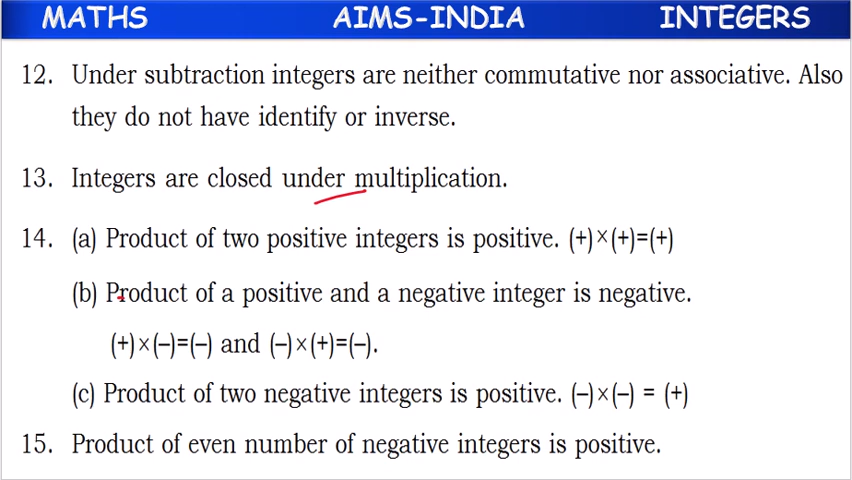 MATHS AIMS-INDIA INTEGERS
12. Under subtraction integers are neither commutative nor associative. Also
they do not have identify or inverse.
13. Integers are closed under multiplication.
14. (a) Product of two positive integers is positive. (+)×(+)=(+)
(b) Product of a positive and a negative integer is negative.
(+)×(–)=(–) and (–)×(+)=(–).
(c) Product of two negative integers is positive. (–)×(–) = (+)
15. Product of even number of negative integers is positive.